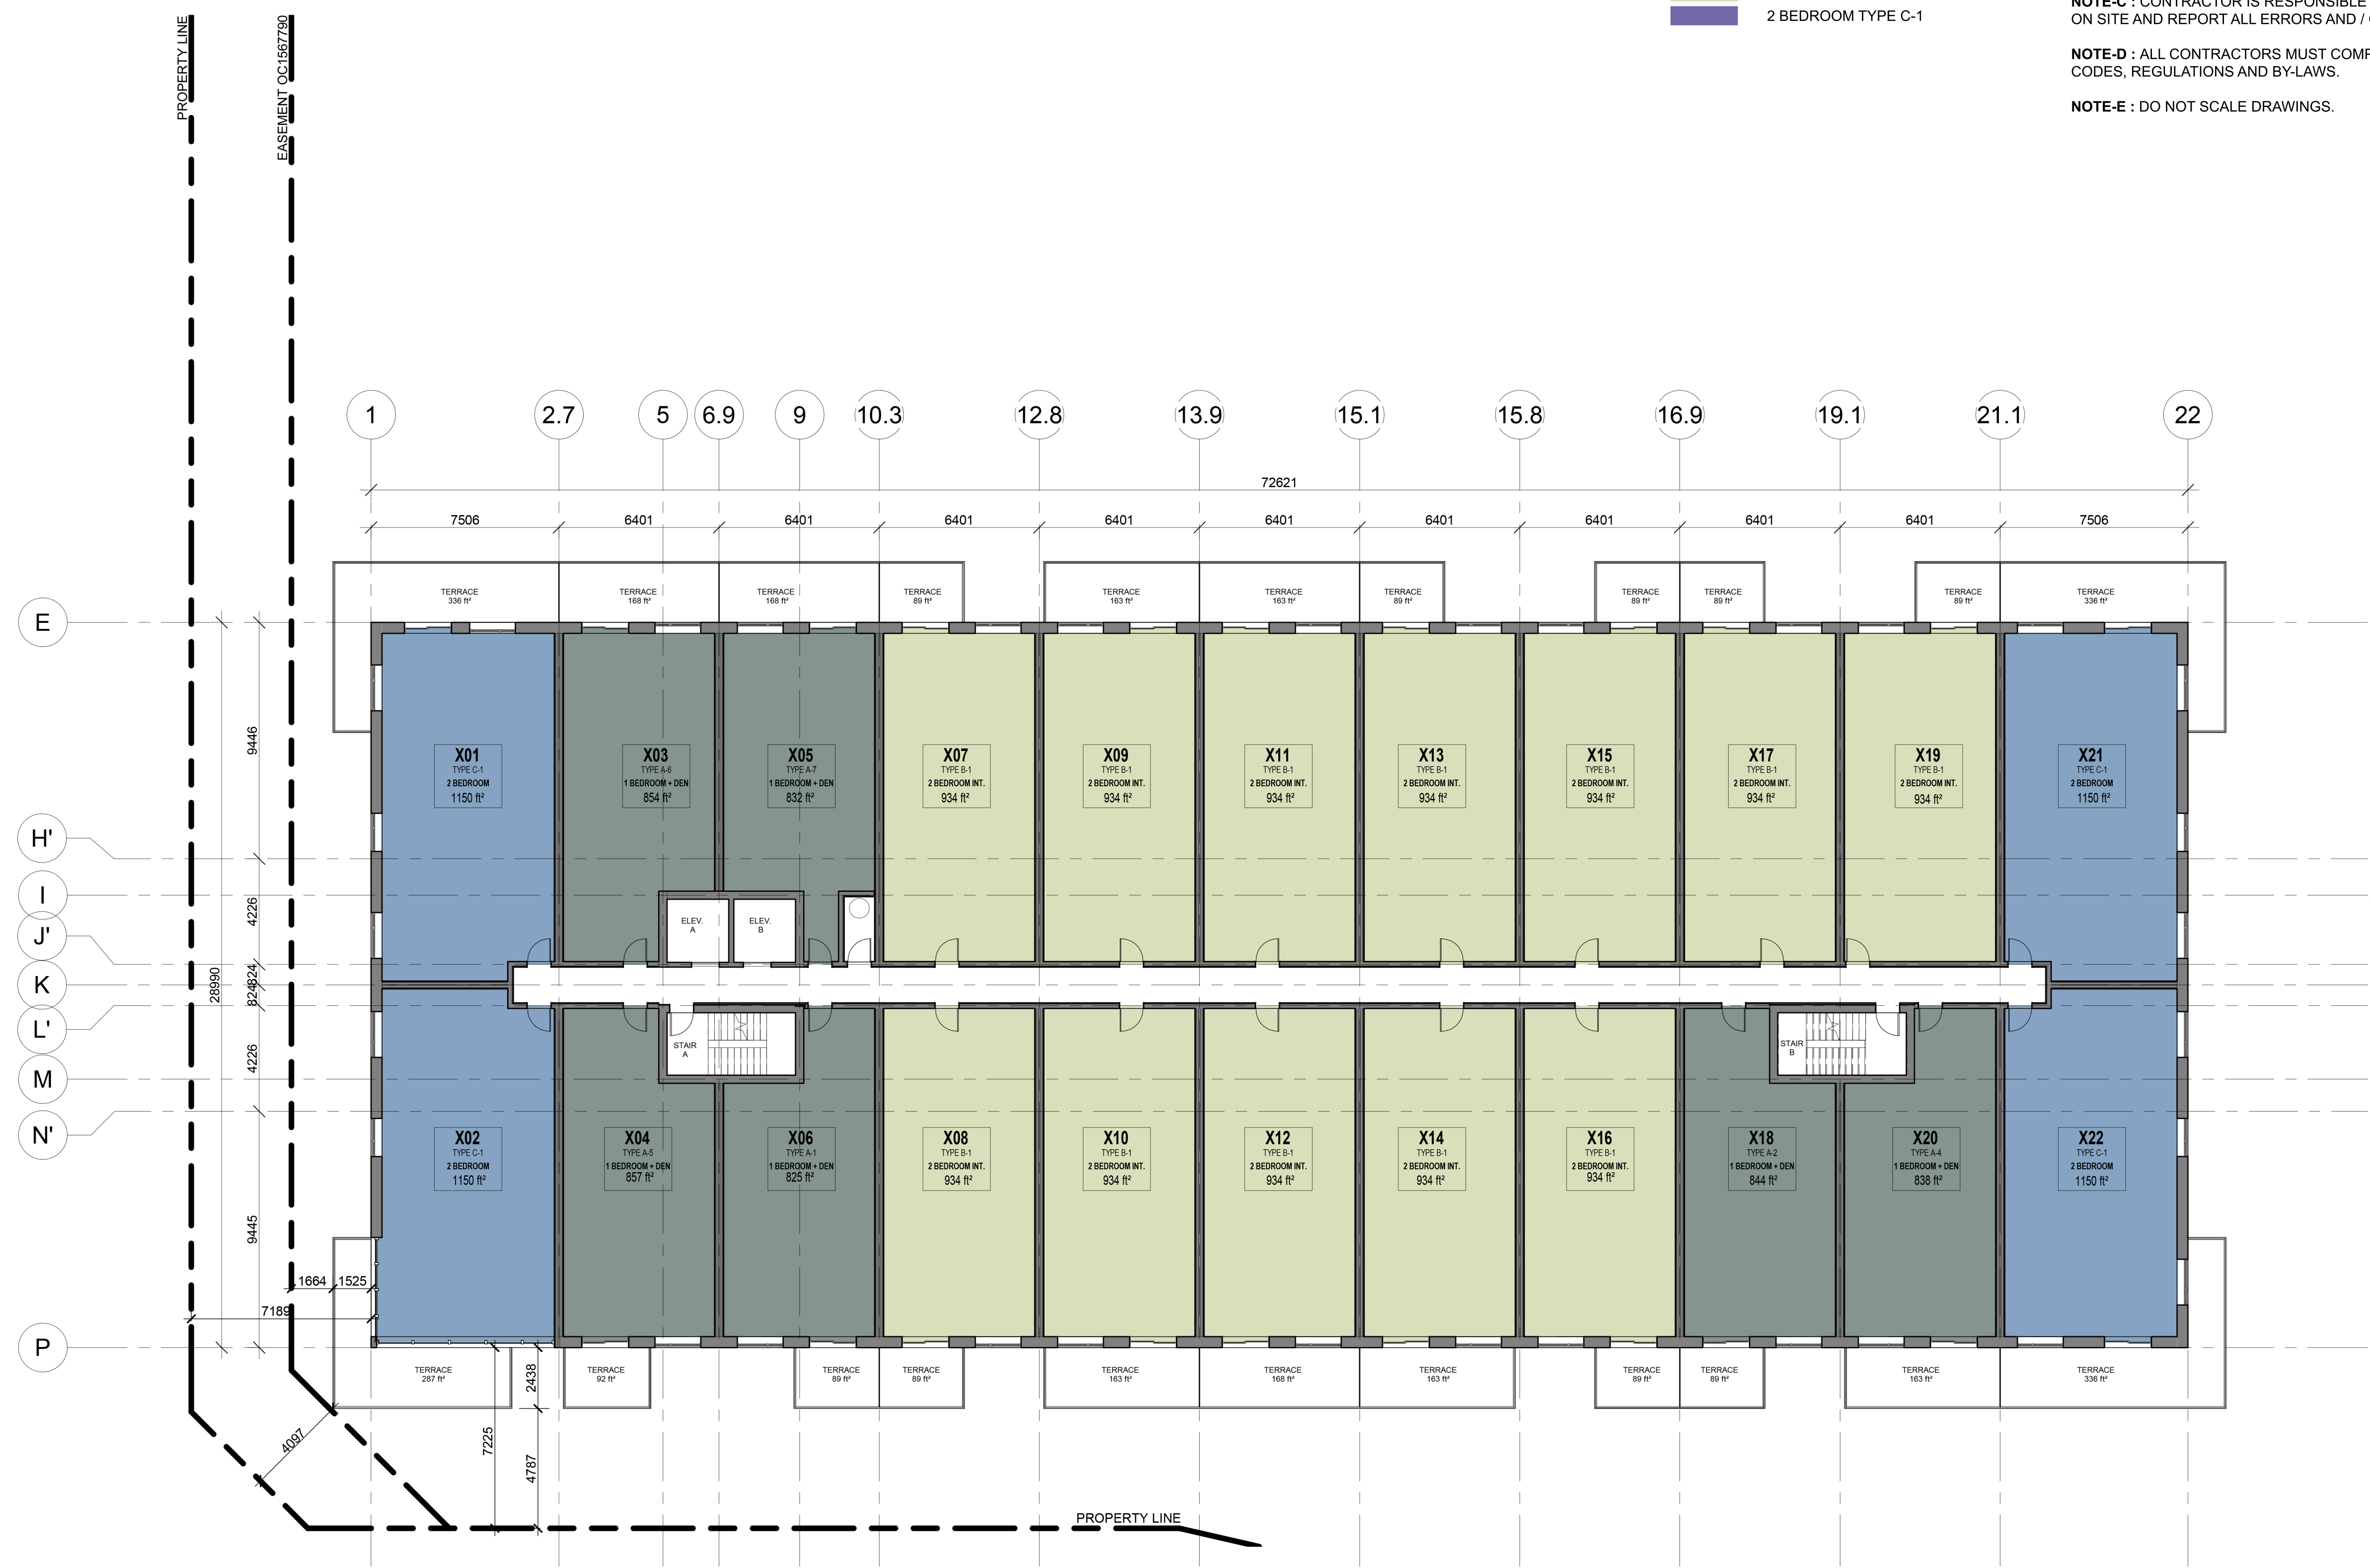 2 BEDROOM TYPE C-1
NOTE-C : CONTRACTOR IS RESPONSIBLE
ON SITE AND REPORT ALL ERRORS AND /
NOTE-D : ALL CONTRACTORS MUST
CODES, REGULATIONS AND BY-LAWS.
NOTE-E : DO NOT SCALE DRAWINGS.
PROPERTY LINE
EASEMENT OC1567790
1 2.7 5 6.9 9 10.3 12.8 13.9 15.1 15.8 16.9 19.1 21.1 22
72621
7506 6401 6401 6401 6401 6401 6401 6401 6401 6401 7506
TERRACE TERRACE TERRACE TERRACE TERRACE TERRACE TERRACE TERRACE TERRACE TERRACE TERRACE
336 ft² 168 ft² 168 ft² 89 ft² 163 ft² 163 ft² 89 ft² 89 ft² 89 ft² 89 ft² 336 ft²
E
9446
X01 X03 X05 X07 X09 X11 X13 X15 X17 X19 X21
TYPE C-1 TYPE A-6 TYPE A-7 TYPE B-1 TYPE B-1 TYPE B-1 TYPE B-1 TYPE B-1 TYPE B-1 TYPE B-1 TYPE C-1
2 BEDROOM 1 BEDROOM + DEN 1 BEDROOM + DEN 2 BEDROOM INT. 2 BEDROOM INT. 2 BEDROOM INT. 2 BEDROOM INT. 2 BEDROOM INT. 2 BEDROOM INT. 2 BEDROOM INT. 2 BEDROOM
1150 ft² 854 ft² 832 ft² 934 ft² 934 ft² 934 ft² 934 ft² 934 ft² 934 ft² 934 ft² 1150 ft²
H'
I
4226
ELEV. ELEV.
A B
J'
824
K
28990
824
L'
STAIR STAIR
A B
4226
M
N'
X02 X04 X06 X08 X10 X12 X14 X16 X18 X20 X22
TYPE C-1 TYPE A-5 TYPE A-1 TYPE B-1 TYPE B-1 TYPE B-1 TYPE B-1 TYPE B-1 TYPE A-2 TYPE A-4 TYPE C-1
2 BEDROOM 1 BEDROOM + DEN 1 BEDROOM + DEN 2 BEDROOM INT. 2 BEDROOM INT. 2 BEDROOM INT. 2 BEDROOM INT. 2 BEDROOM INT. 1 BEDROOM + DEN 1 BEDROOM + DEN 2 BEDROOM
1150 ft² 857 ft² 825 ft² 934 ft² 934 ft² 934 ft² 934 ft² 934 ft² 844 ft² 838 ft² 1150 ft²
9445
1664 1525
7189
P
TERRACE TERRACE TERRACE TERRACE TERRACE TERRACE TERRACE TERRACE TERRACE TERRACE TERRACE
287 ft² 92 ft² 89 ft² 89 ft² 163 ft² 168 ft² 163 ft² 89 ft² 89 ft² 163 ft² 336 ft²
2438
4097
7225
4787
PROPERTY LINE